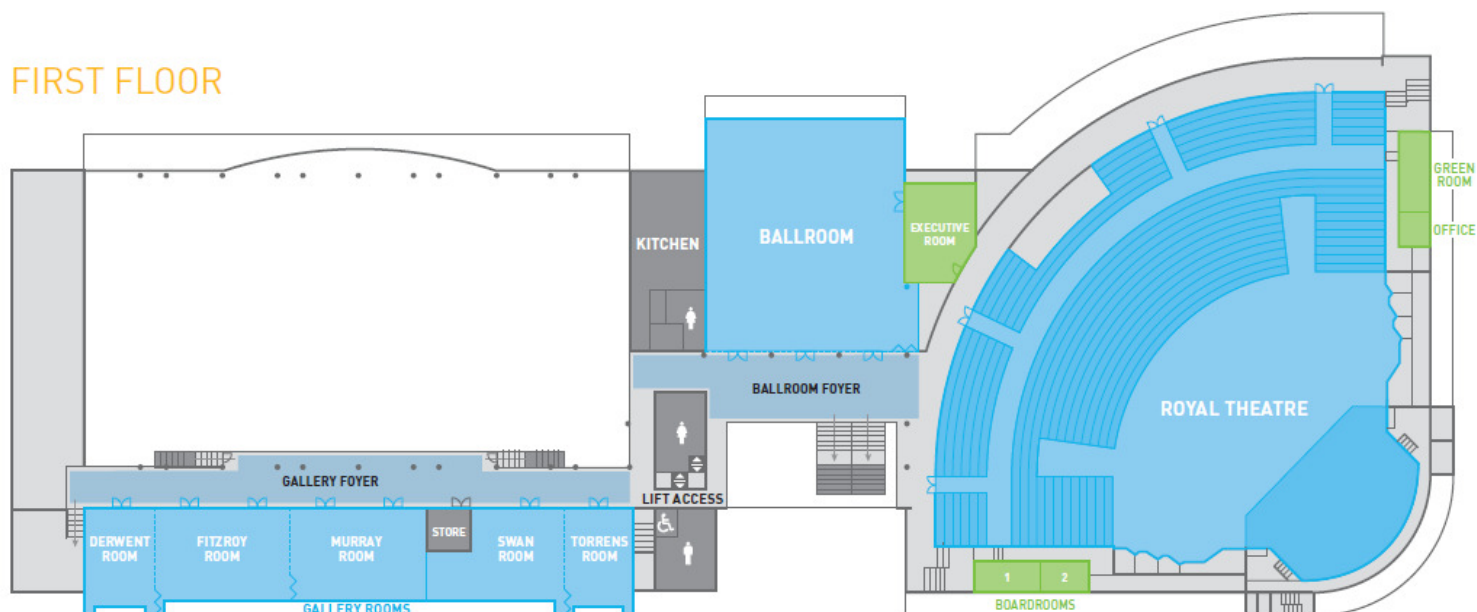 FIRST FLOOR
GREEN
ROOM
OFFICE
KITCHEN
BALLROOM
EXECUTIVE
ROOM
BALLROOM FOYER
ROYAL THEATRE
GALLERY FOYER
LIFT ACCESS
DERWENT
ROOM
FITZROY
ROOM
MURRAY
ROOM
STORE
SWAN
ROOM
TORRENS
ROOM
GALLERY ROOMS
1
2
BOARDROOMS